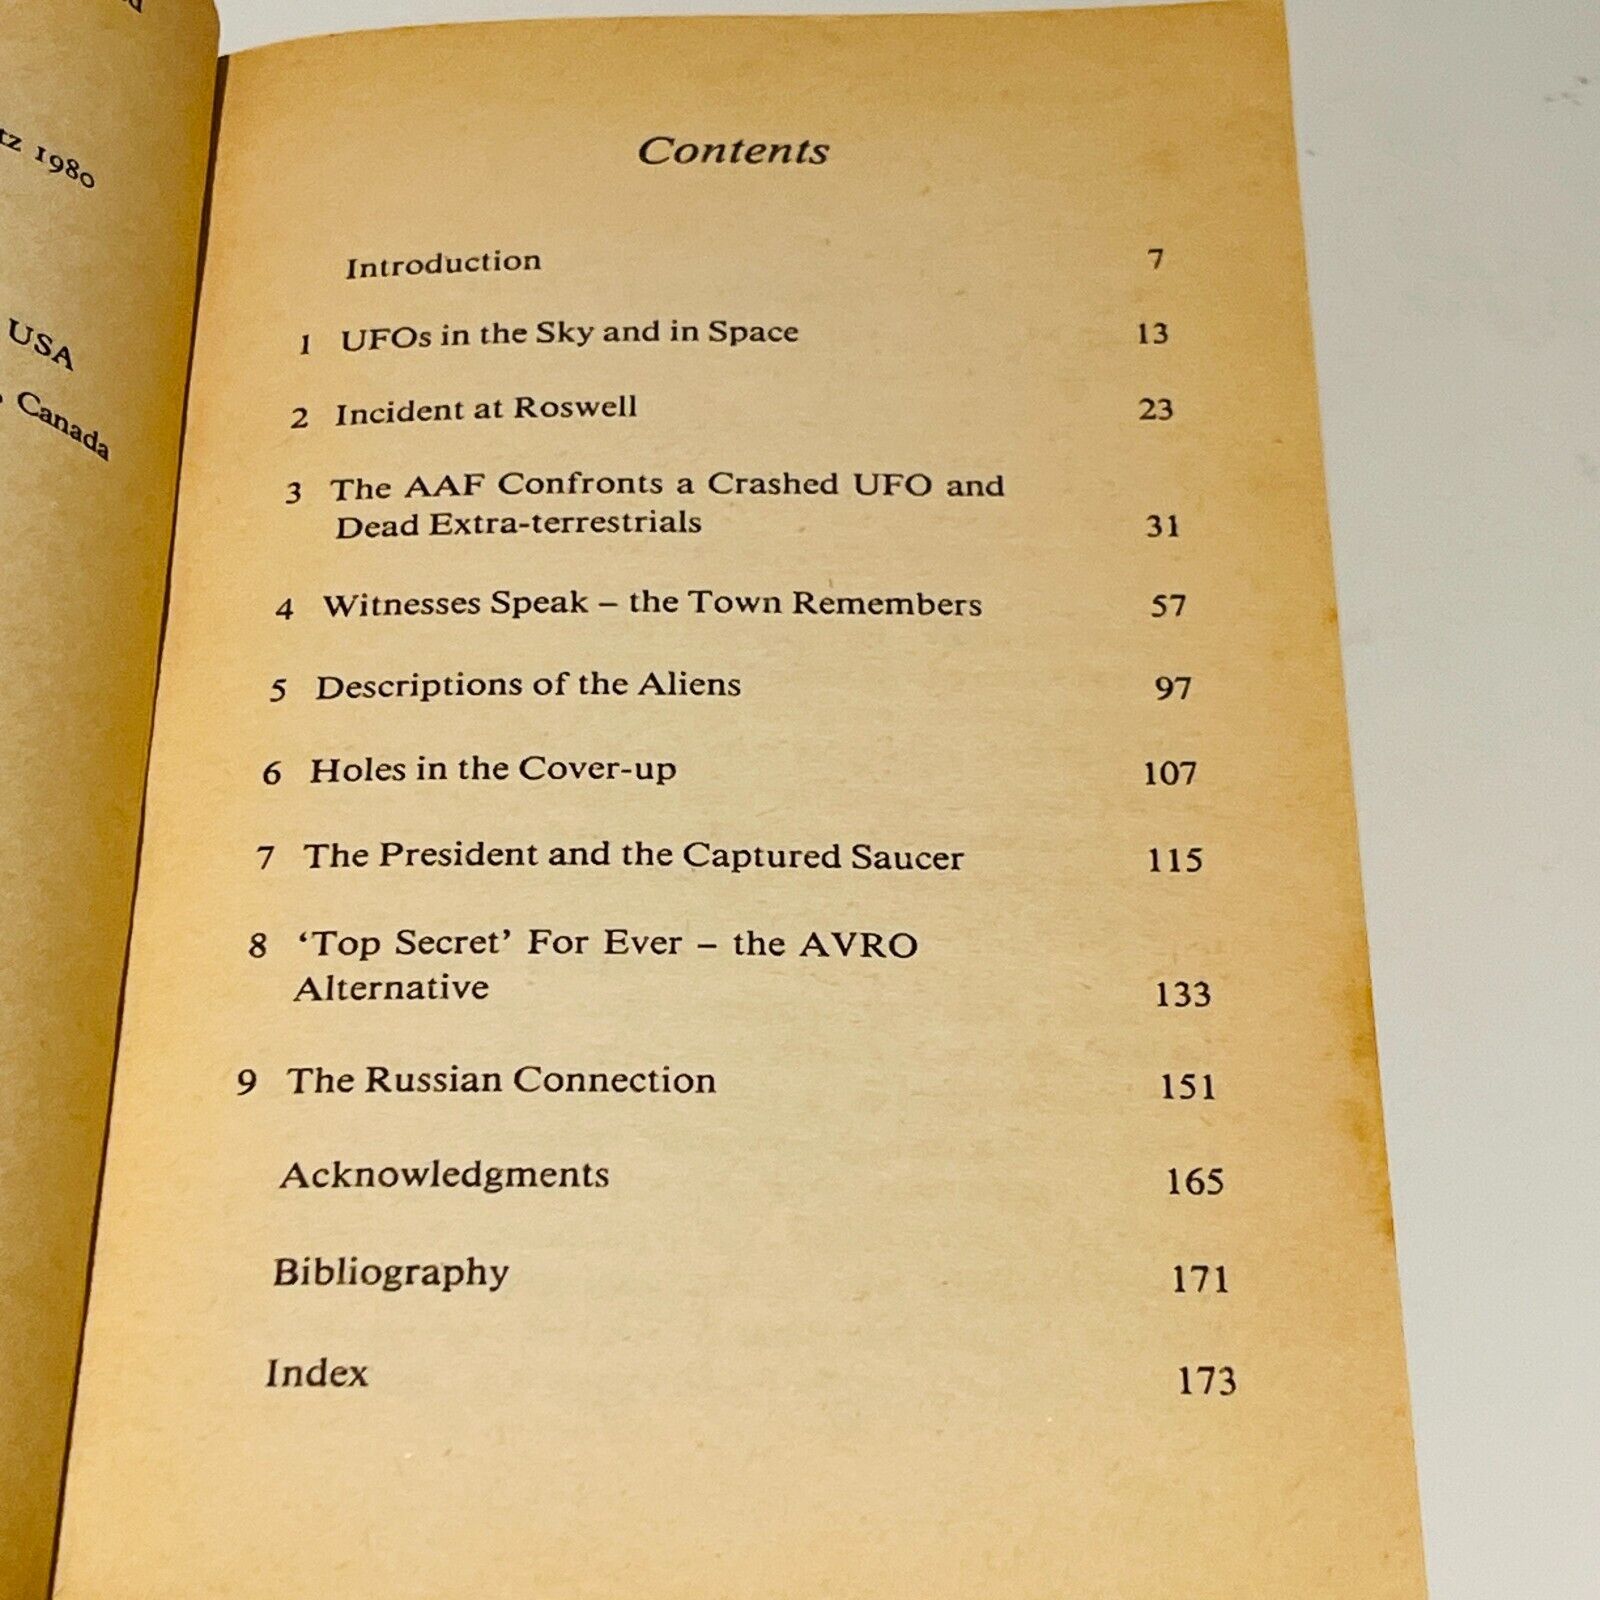 tz 1980
USA
Canada
Contents
Introduction 7
1 UFOs in the Sky and in Space 13
2 Incident at Roswell 23
3 The AAF Confronts a Crashed UFO and
Dead Extra-terrestrials 31
4 Witnesses Speak – the Town Remembers 57
5 Descriptions of the Aliens 97
6 Holes in the Cover-up 107
7 The President and the Captured Saucer 115
8 ‘Top Secret’ For Ever – the AVRO
Alternative 133
9 The Russian Connection 151
Acknowledgments 165
Bibliography 171
Index 173